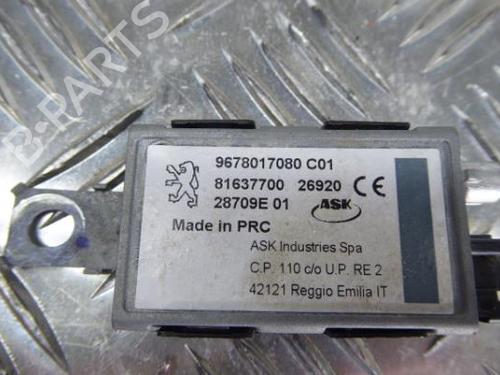 B-PARTS
9678017080 C01
81637700 26920 CE
28709E 01 ASK
Made in PRC
ASK Industries Spa
C.P. 110 c/o U.P. RE 2
42121 Reggio Emilia IT